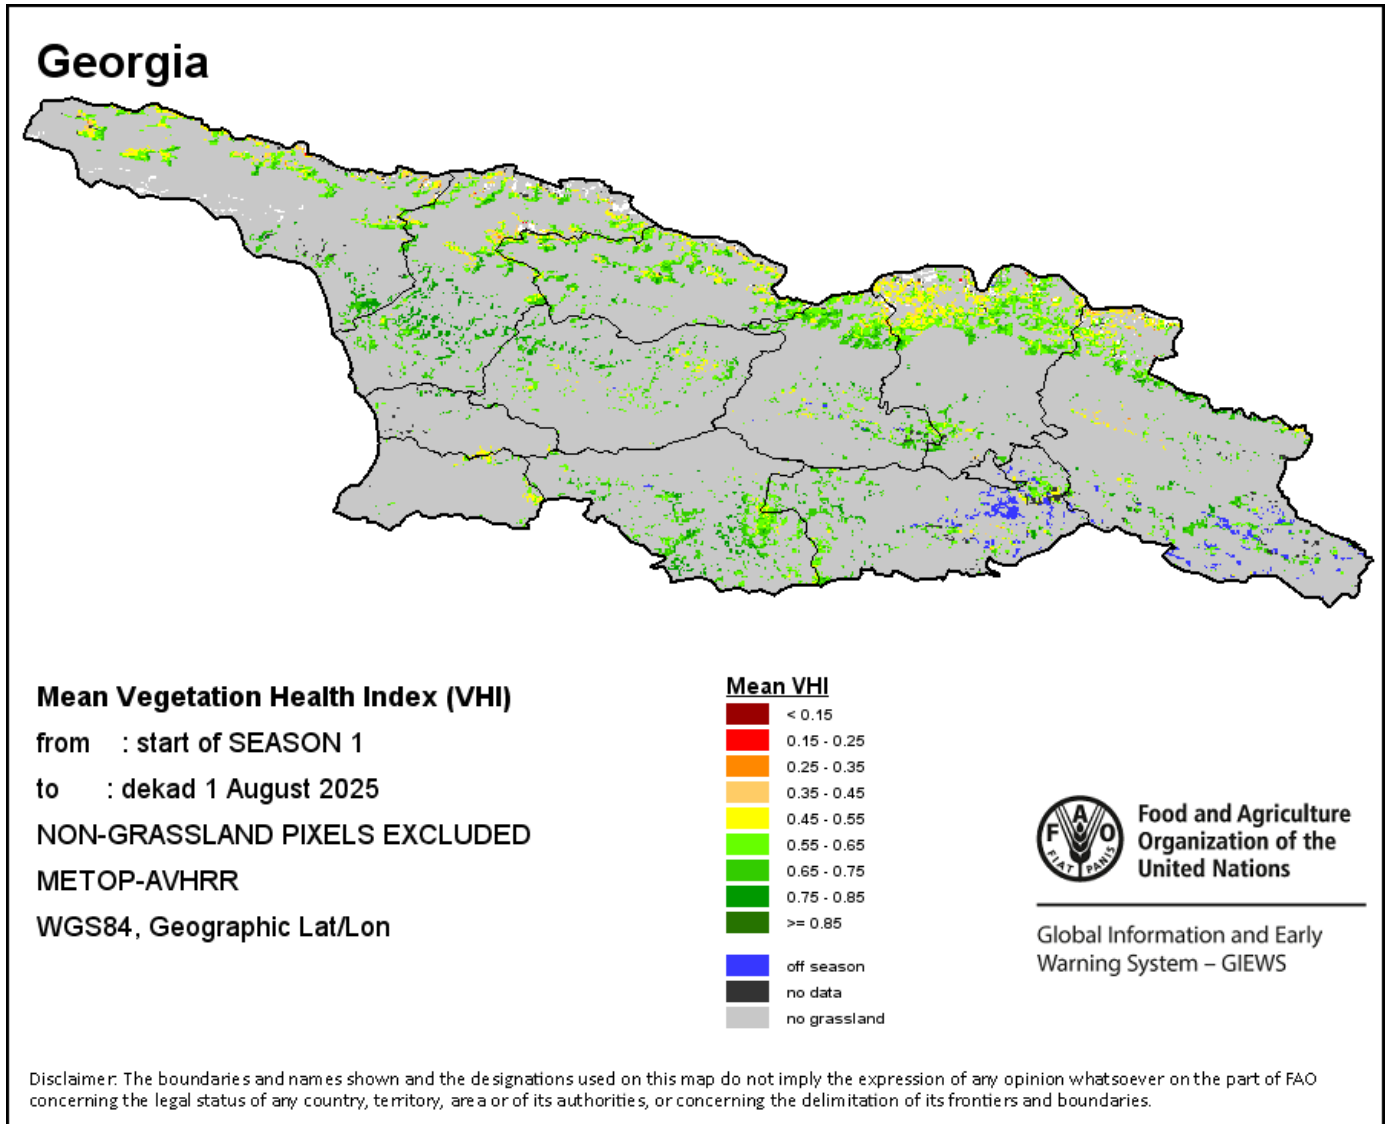 Georgia
Mean Vegetation Health Index (VHI)
from : start of SEASON 1
to : dekad 1 August 2025
NON-GRASSLAND PIXELS EXCLUDED
METOP-AVHRR
WGS84, Geographic Lat/Lon
Mean VHI
< 0.15
0.15 - 0.25
0.25 - 0.35
0.35 - 0.45
0.45 - 0.55
0.55 - 0.65
0.65 - 0.75
0.75 - 0.85
>= 0.85
off season
no data
no grassland
F A O
FIAT PANIS
Food and Agriculture
Organization of the
United Nations
Global Information and Early
Warning System – GIEWS
Disclaimer: The boundaries and names shown and the designations used on this map do not imply the expression of any opinion whatsoever on the part of FAO
concerning the legal status of any country, territory, area or of its authorities, or concerning the delimitation of its frontiers and boundaries.